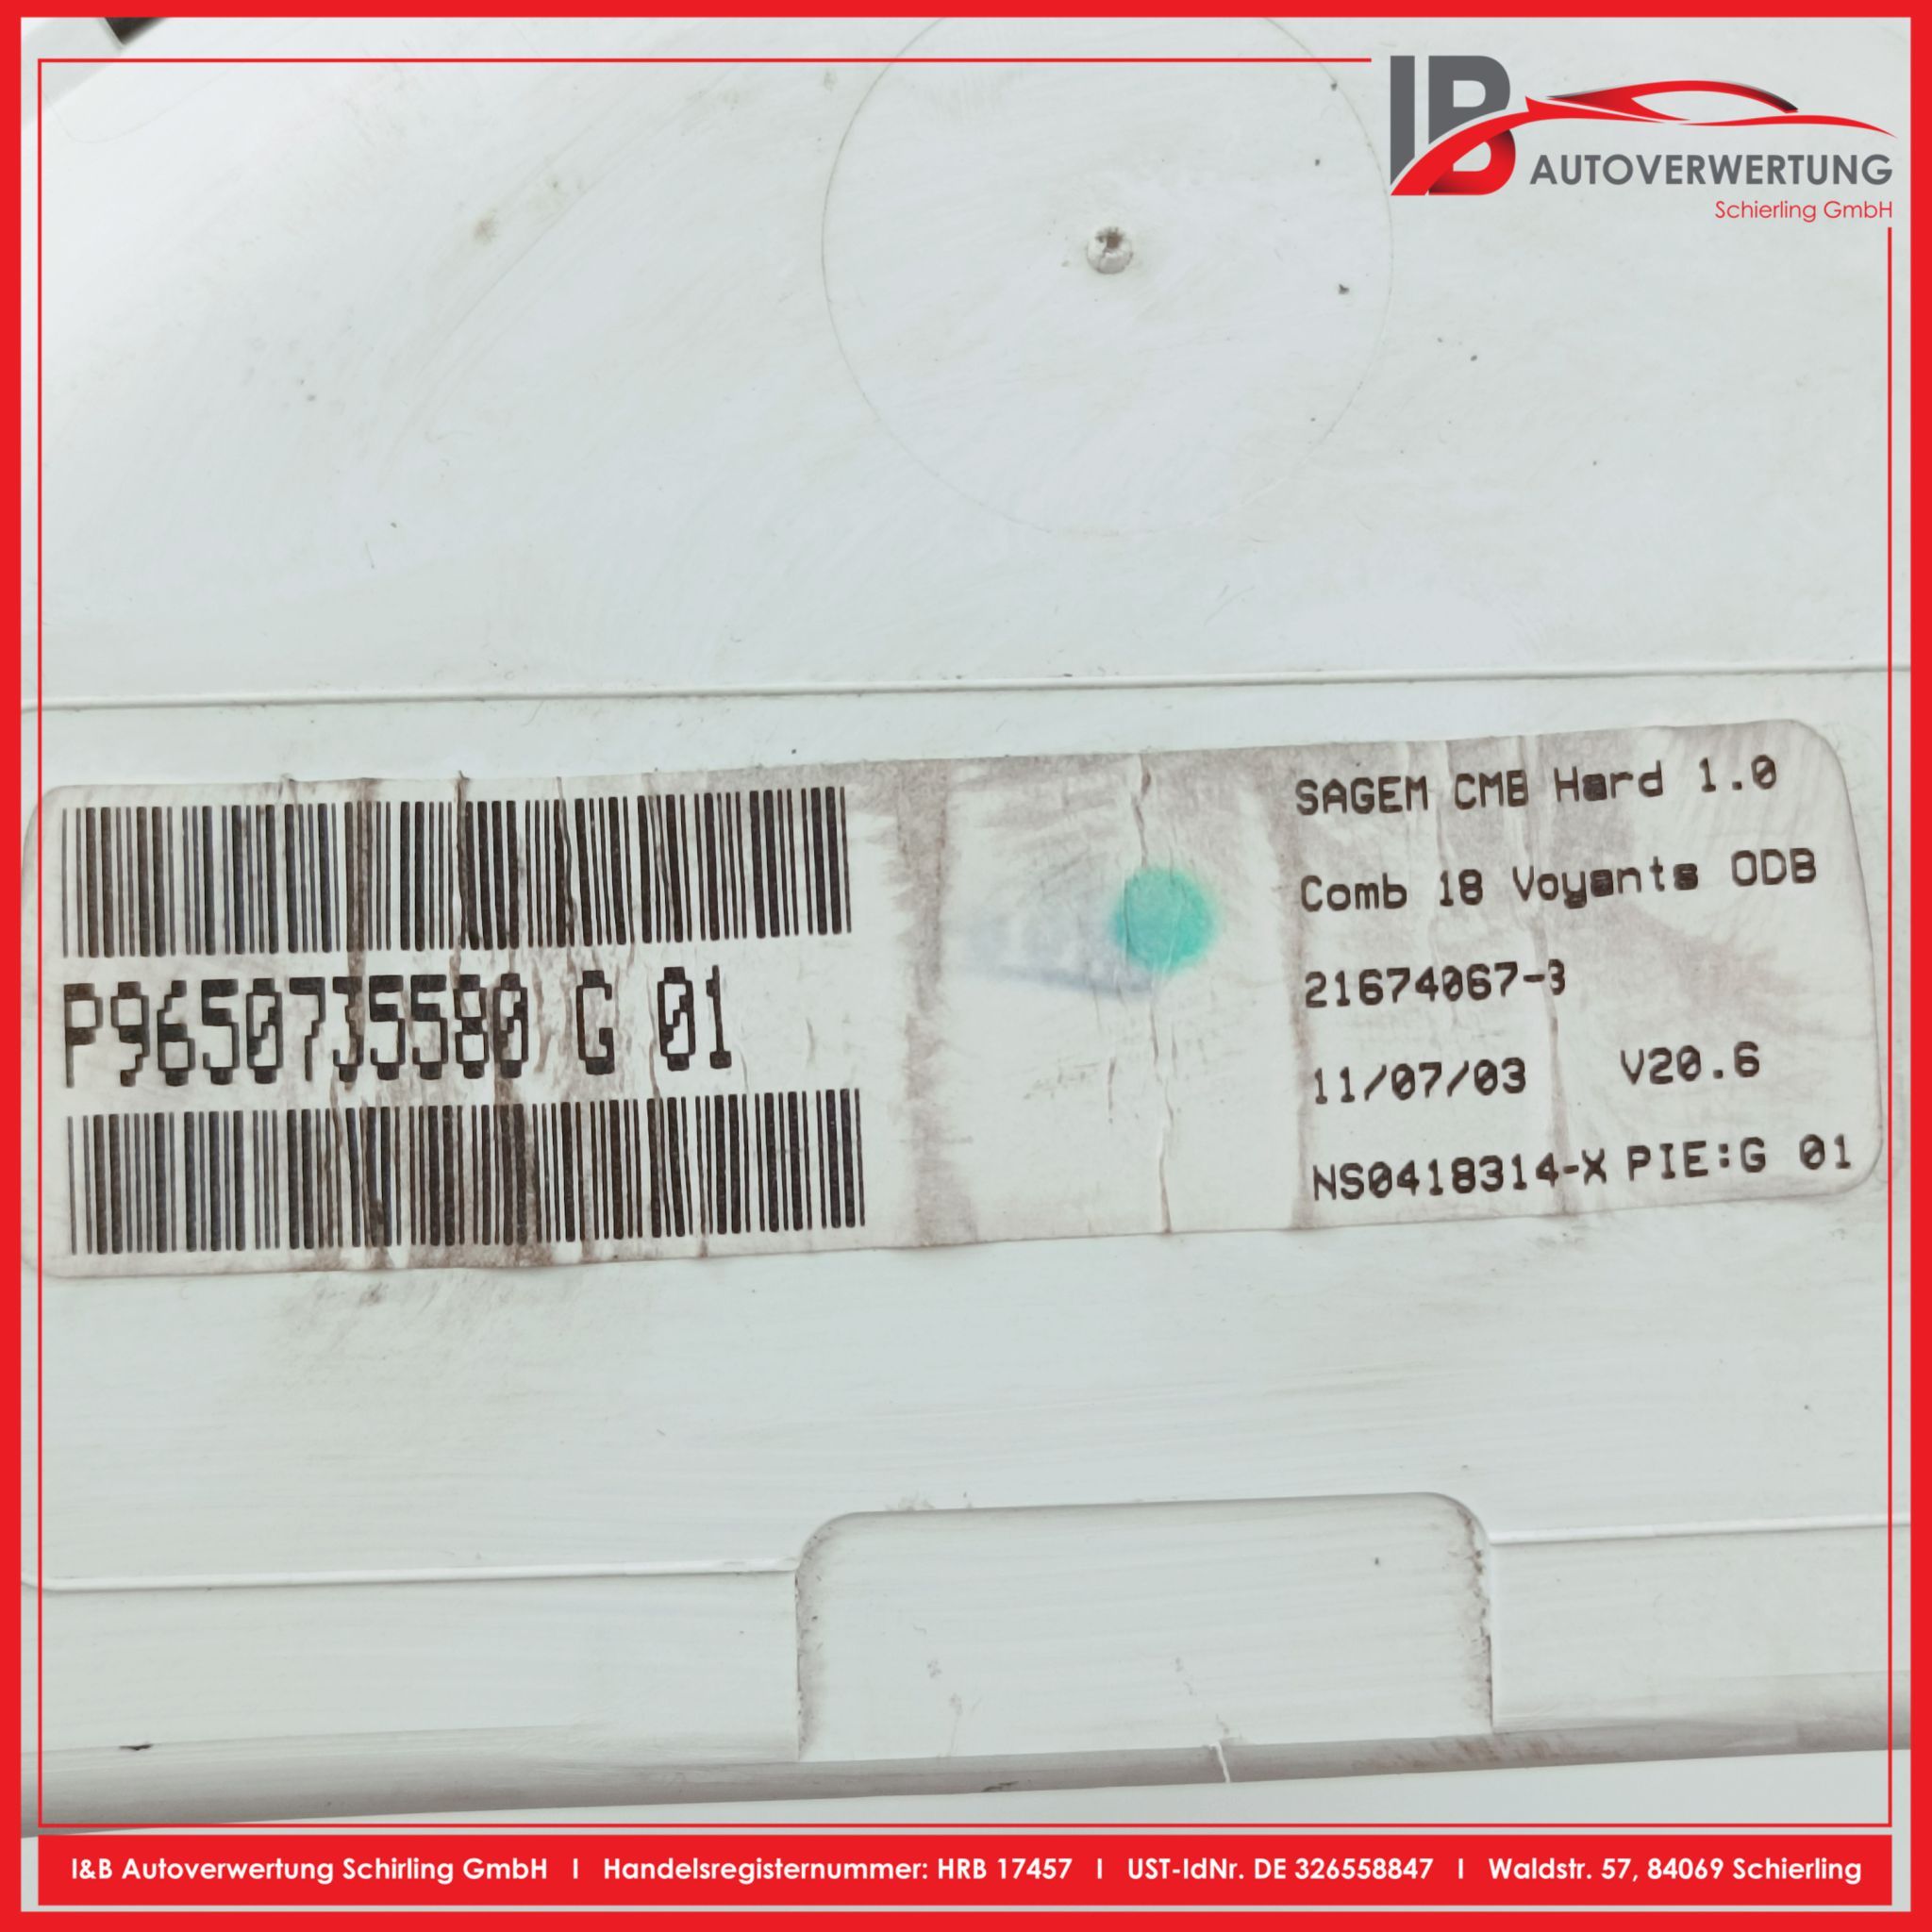 IB
AUTOVERWERTUNG
Schierling GmbH
SAGEM CMB Hard 1.0
Comb 18 Voyants ODB
21674067-3
11/07/03 V20.6
NS0418314-X PIE:G 01
P9650735580 G 01
I&B Autoverwertung Schirling GmbH I Handelsregisternummer: HRB 17457 I UST-IdNr. DE 326558847 I Waldstr. 57, 84069 Schierling